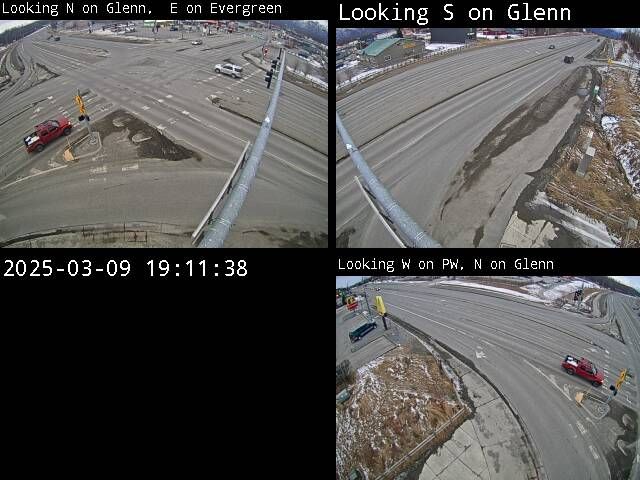 Looking N on Glenn,  E on Evergreen
Looking S on Glenn
2025-03-09 19:11:38
Looking W on PW, N on Glenn